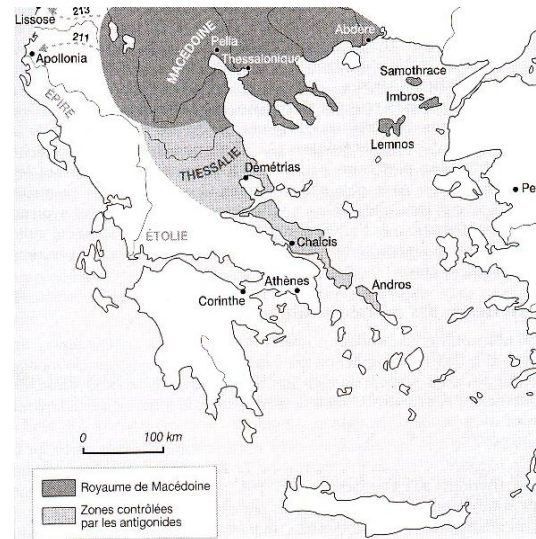 Lissose
213
211
Apollonia
ÉPIRE
MACÉDOINE
Pella
Thessalonique
Abdère
Samothrace
Imbros
Lemnos
THESSALIE
Démétrias
Pe
ÉTOLIE
Chalcis
Athènes
Andros
Corinthe
0 100 km
Royaume de Macédoine
Zones contrôlées
par les antigonides